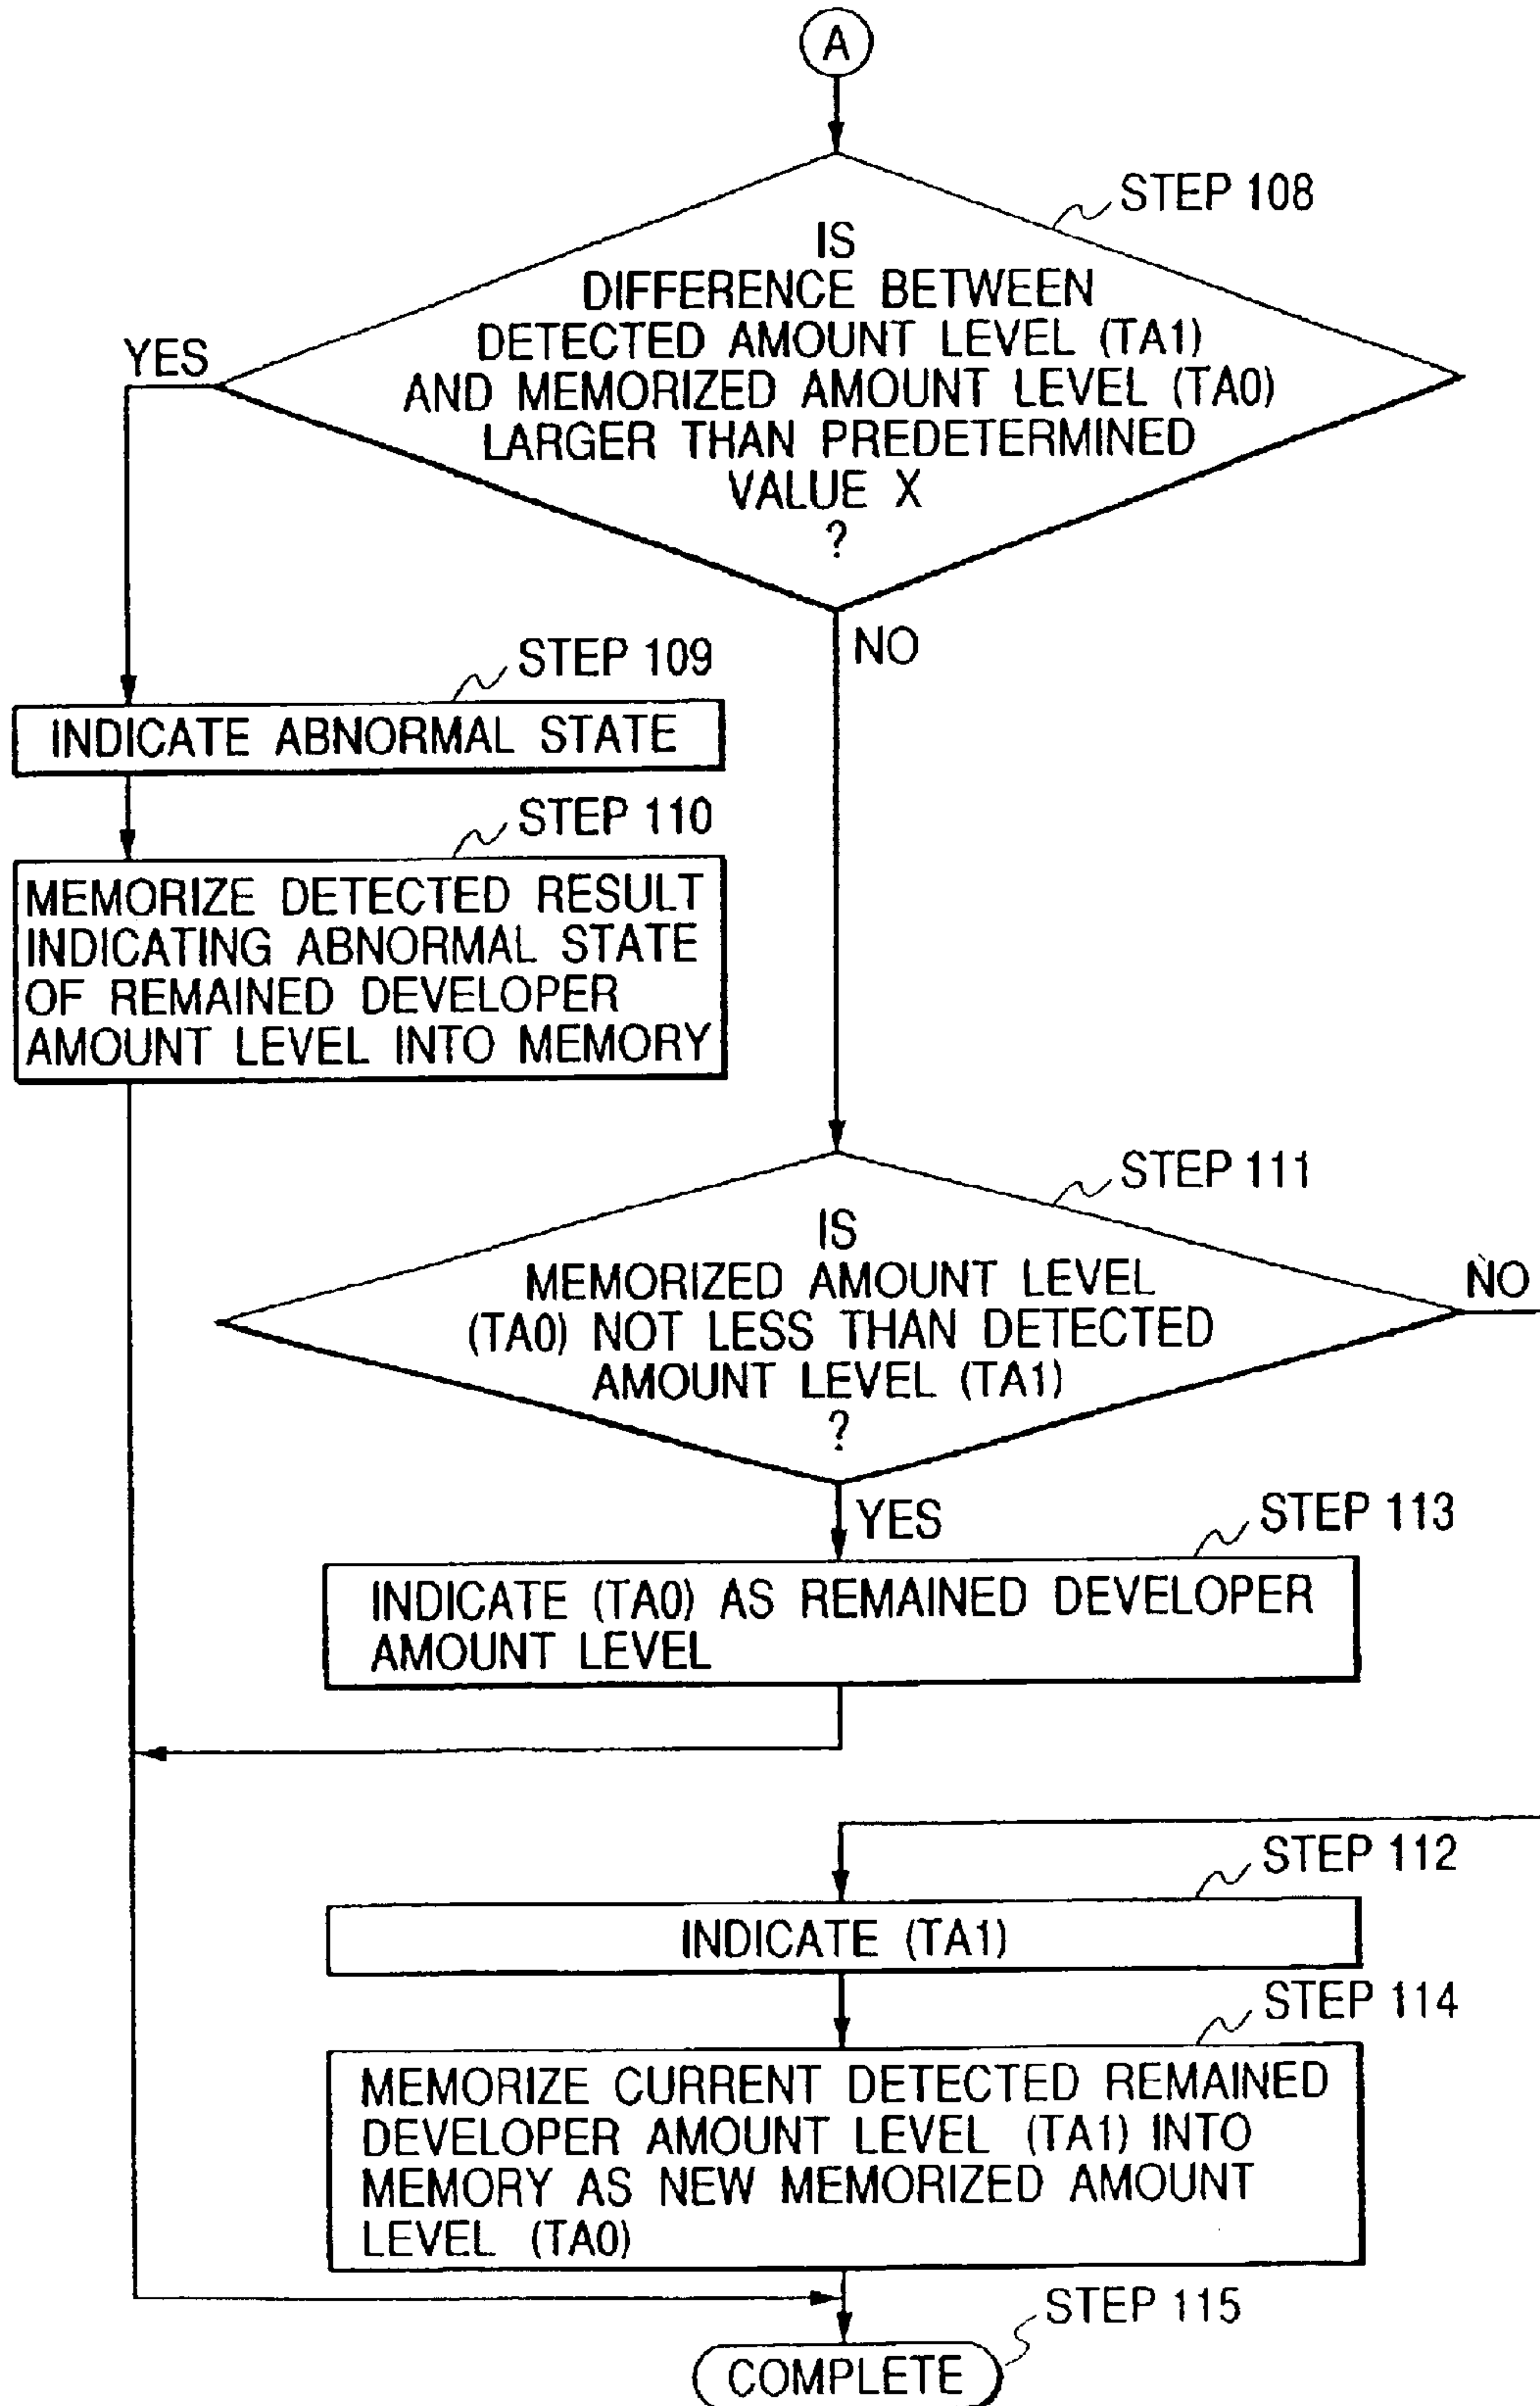 A
STEP 108
IS
DIFFERENCE BETWEEN
DETECTED AMOUNT LEVEL (TA1)
AND MEMORIZED AMOUNT LEVEL (TA0)
LARGER THAN PREDETERMINED
VALUE X
?
YES
NO
STEP 109
INDICATE ABNORMAL STATE
STEP 110
MEMORIZE DETECTED RESULT
INDICATING ABNORMAL STATE
OF REMAINED DEVELOPER
AMOUNT LEVEL INTO MEMORY
STEP 111
IS
MEMORIZED AMOUNT LEVEL
(TA0) NOT LESS THAN DETECTED
AMOUNT LEVEL (TA1)
?
NO
YES
STEP 113
INDICATE (TA0) AS REMAINED DEVELOPER
AMOUNT LEVEL
STEP 112
INDICATE (TA1)
STEP 114
MEMORIZE CURRENT DETECTED REMAINED
DEVELOPER AMOUNT LEVEL (TA1) INTO
MEMORY AS NEW MEMORIZED AMOUNT
LEVEL (TA0)
STEP 115
COMPLETE